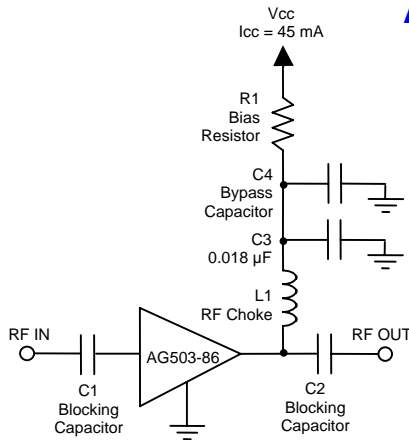 Vcc
Icc = 45 mA
R1
Bias
Resistor
C4
Bypass
Capacitor
C3
0.018 µF
L1
RF Choke
RF IN
AG503-86
RF OUT
C1
Blocking
Capacitor
C2
Blocking
Capacitor